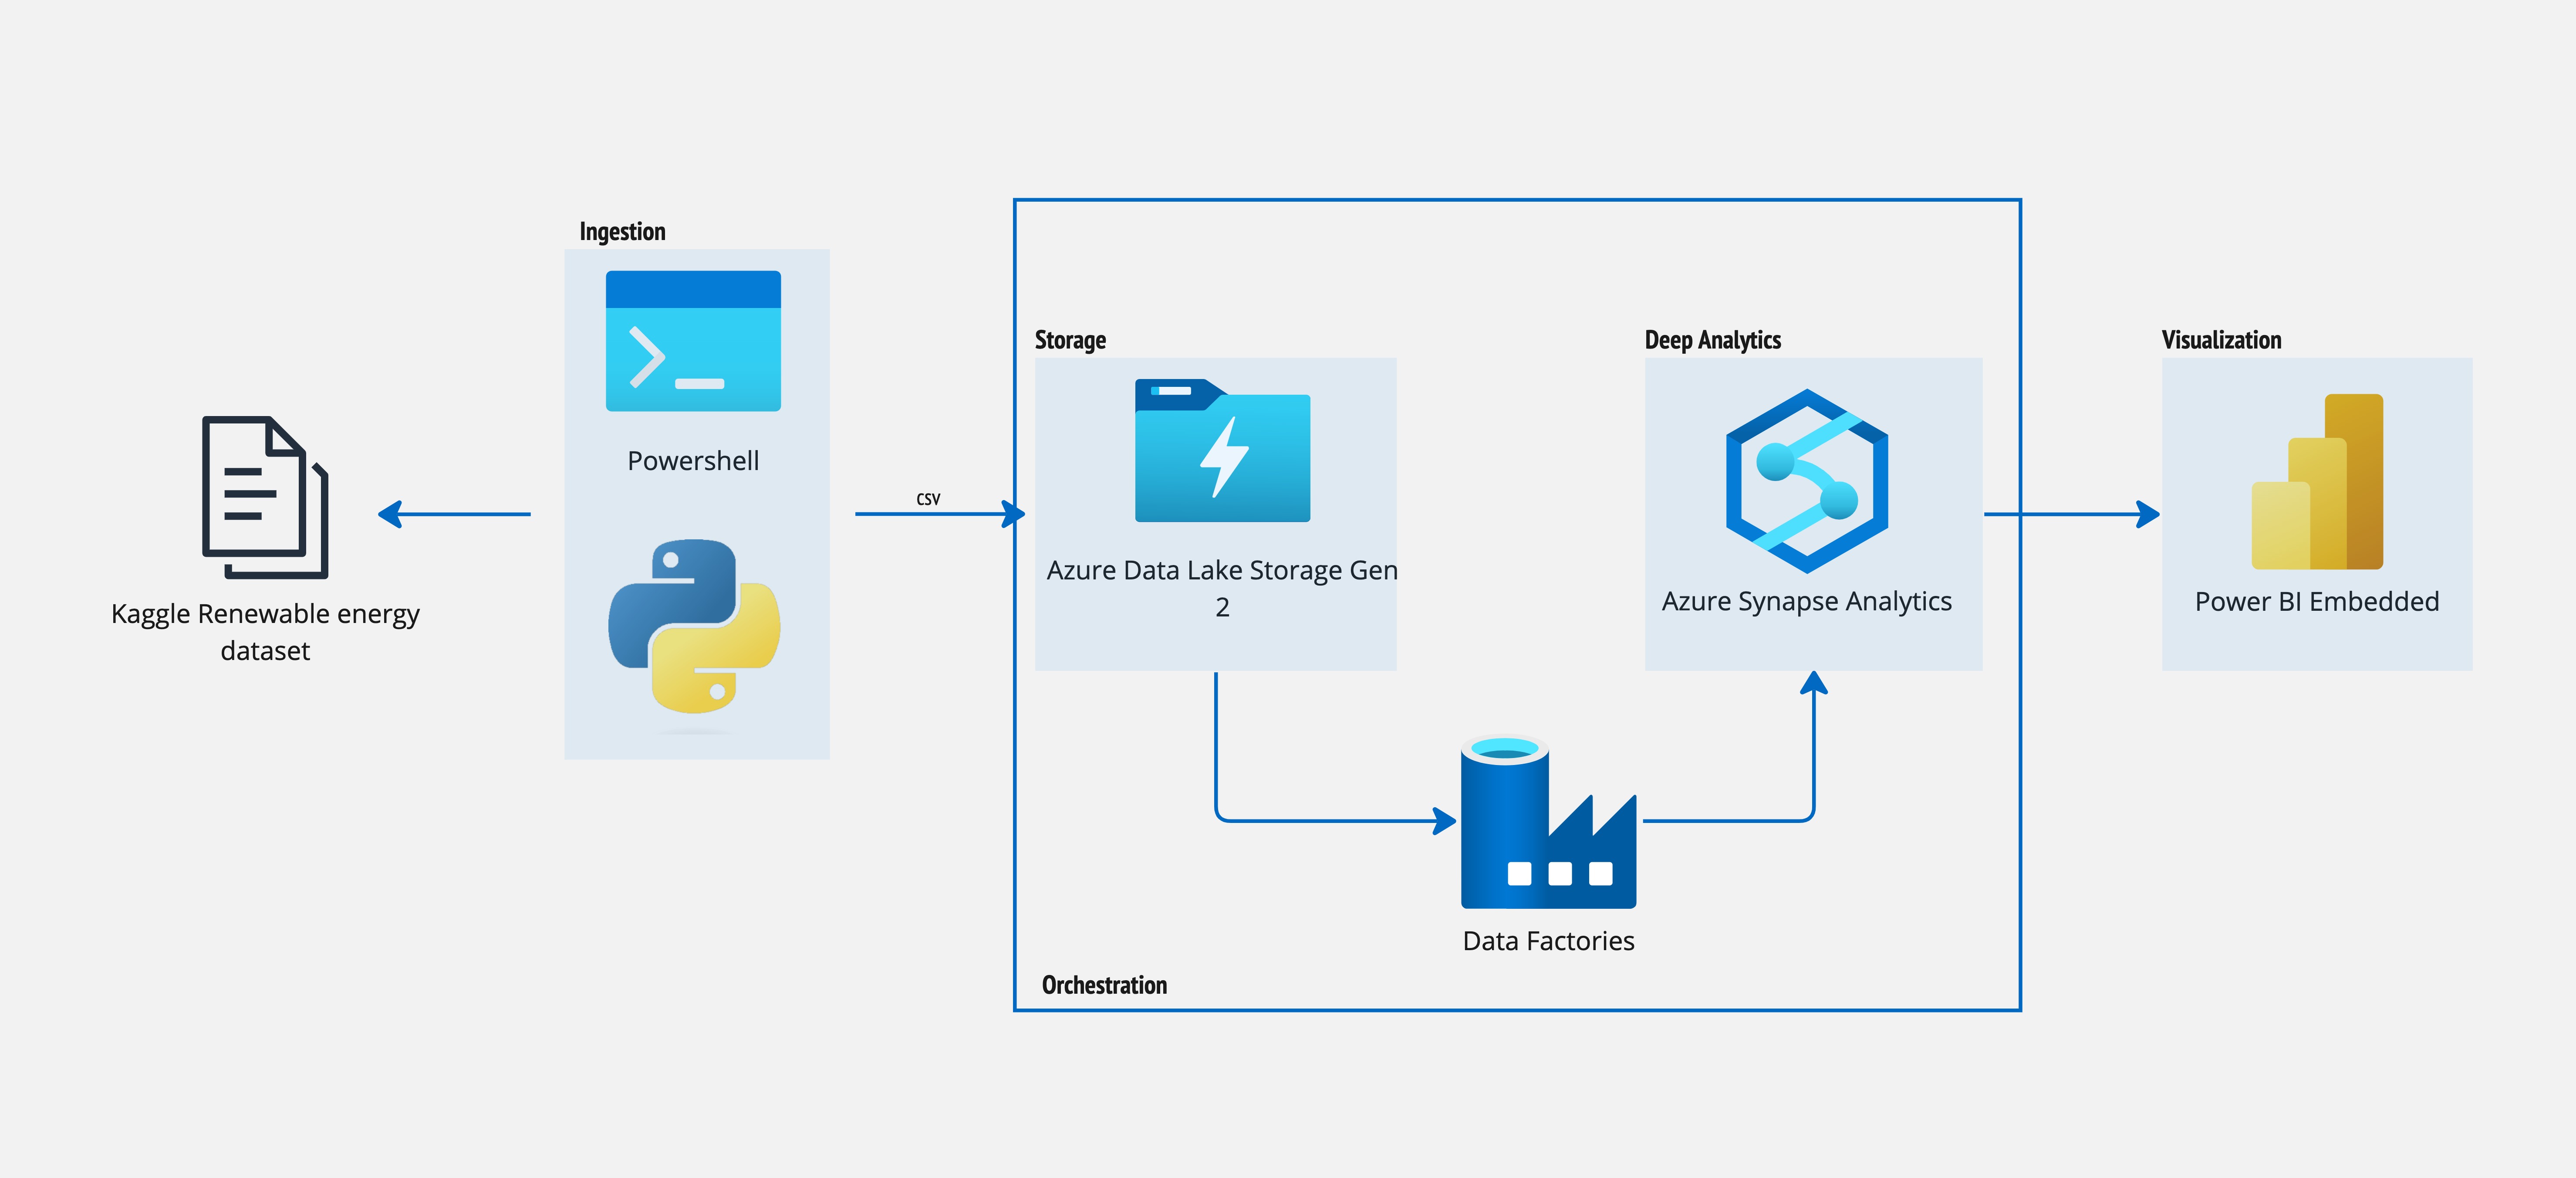 Ingestion
Powershell
Kaggle Renewable energy
dataset
CSV
Storage
Azure Data Lake Storage Gen
2
Deep Analytics
Azure Synapse Analytics
Visualization
Power BI Embedded
Data Factories
Orchestration